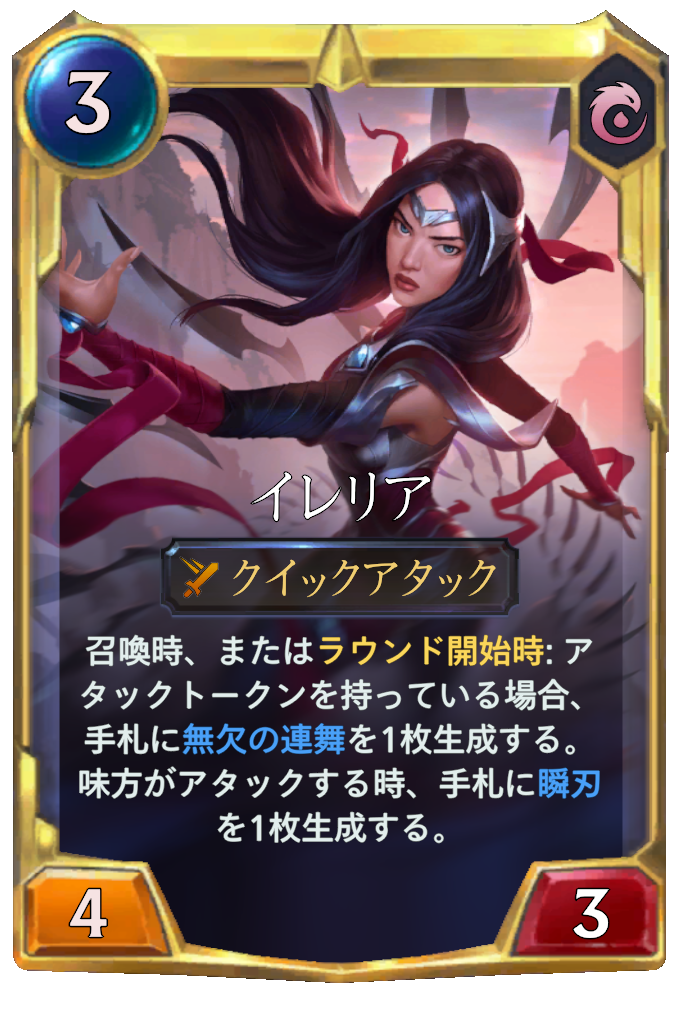 3
イレリア
クイックアタック
召喚時、またはラウンド開始時: ア
タックトークンを持っている場合、
手札に無欠の連舞を1枚生成する。
味方がアタックする時、手札に瞬刃
を1枚生成する。
4
3